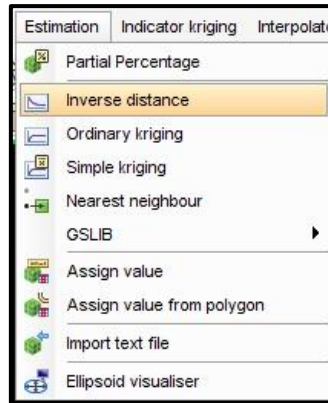 Estimation Indicator kriging Interpolate
Partial Percentage
Inverse distance
Ordinary kriging
Simple kriging
Nearest neighbour
GSLIB
Assign value
Assign value from polygon
Import text file
Ellipsoid visualiser